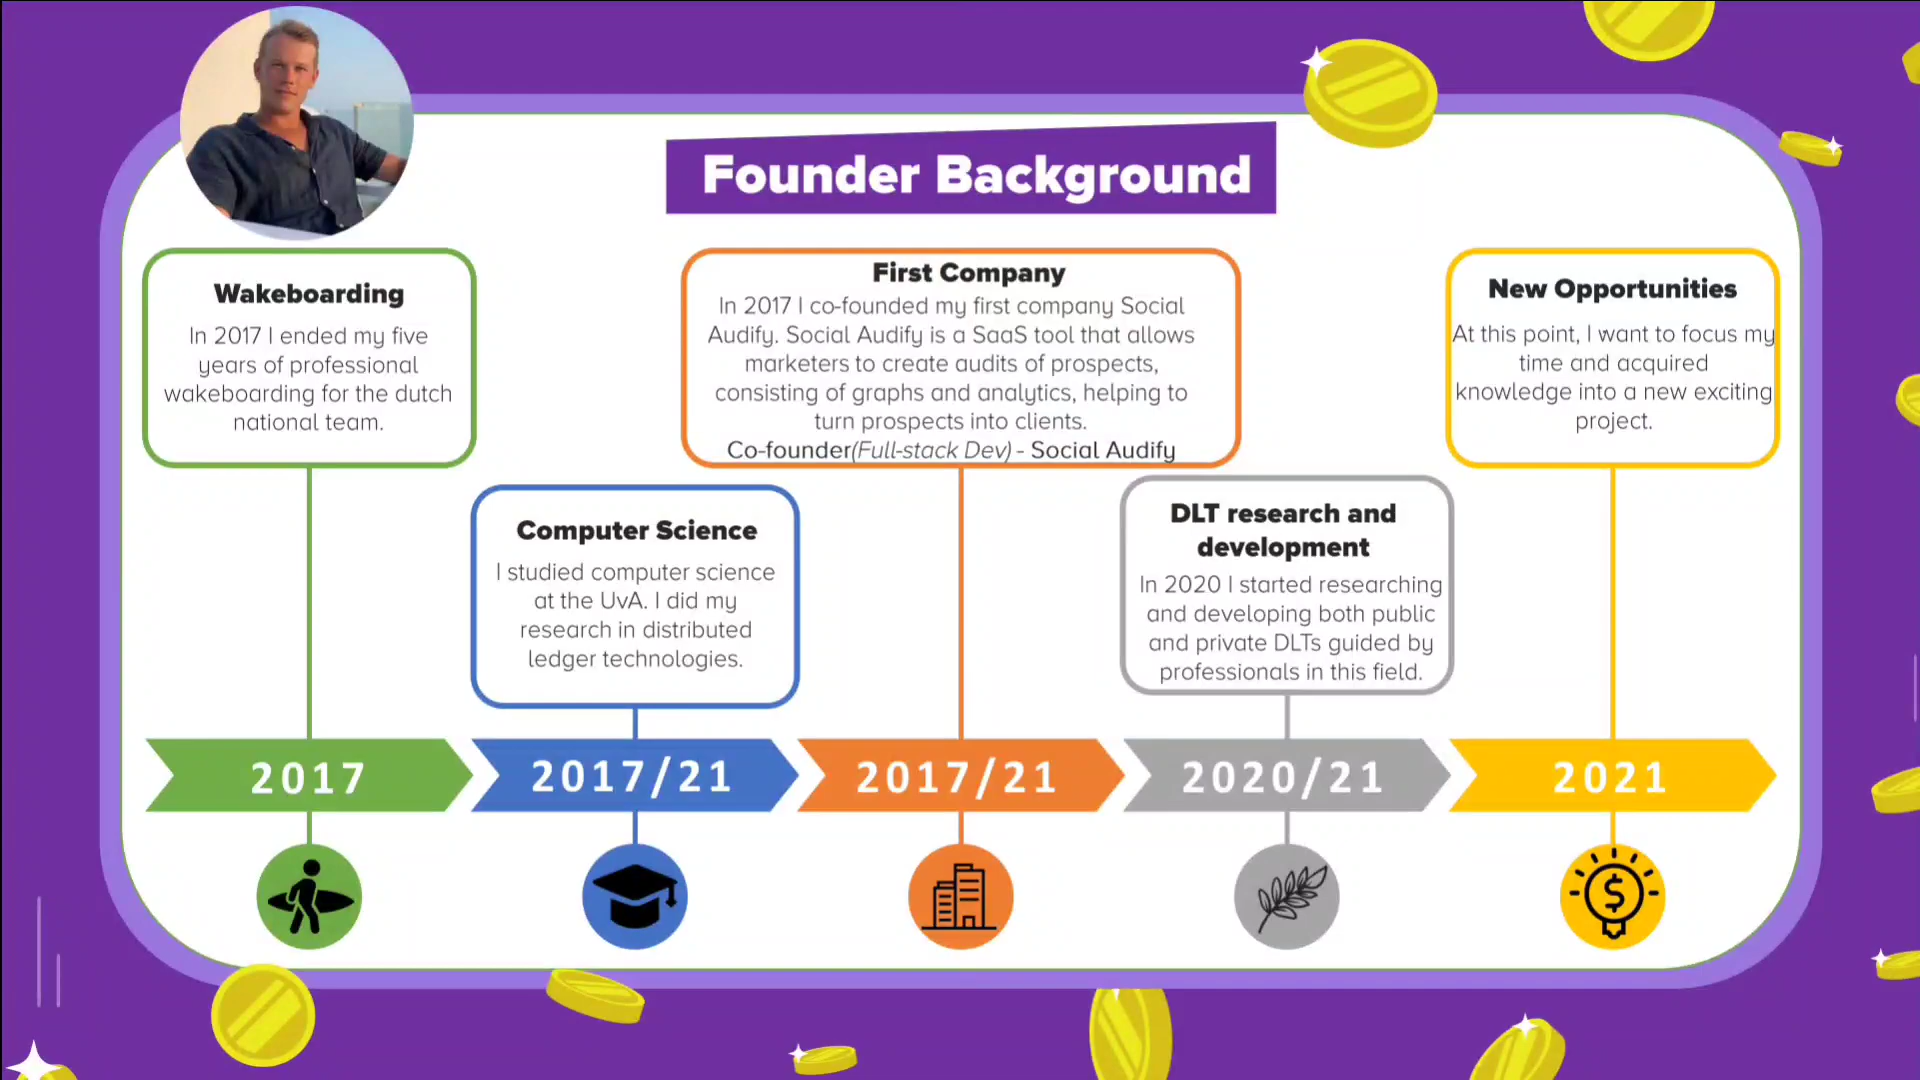 Founder Background
Wakeboarding
In 2017 I ended my five
years of professional
wakeboarding for the dutch
national team.
First Company
In 2017 I co-founded my first company Social
Audify. Social Audify is a SaaS tool that allows
marketers to create audits of prospects,
consisting of graphs and analytics, helping to
turn prospects into clients.
Co-founder(Full-stack Dev) - Social Audify
New Opportunities
At this point, I want to focus my
time and acquired
knowledge into a new exciting
project.
Computer Science
I studied computer science
at the UvA. I did my
research in distributed
ledger technologies.
DLT research and
development
In 2020 I started researching
and developing both public
and private DLTs guided by
professionals in this field.
2017
2017/21
2017/21
2020/21
2021
$